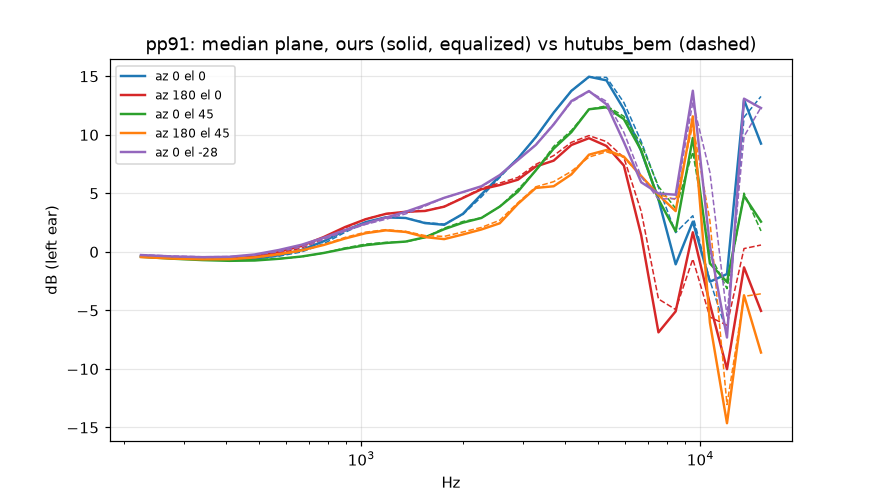 pp91: median plane, ours (solid, equalized) vs hutubs_bem (dashed)
az 0 el 0
az 180 el 0
az 0 el 45
az 180 el 45
az 0 el -28
15
10
5
0
−5
−10
−15
dB (left ear)
10³
10⁴
Hz